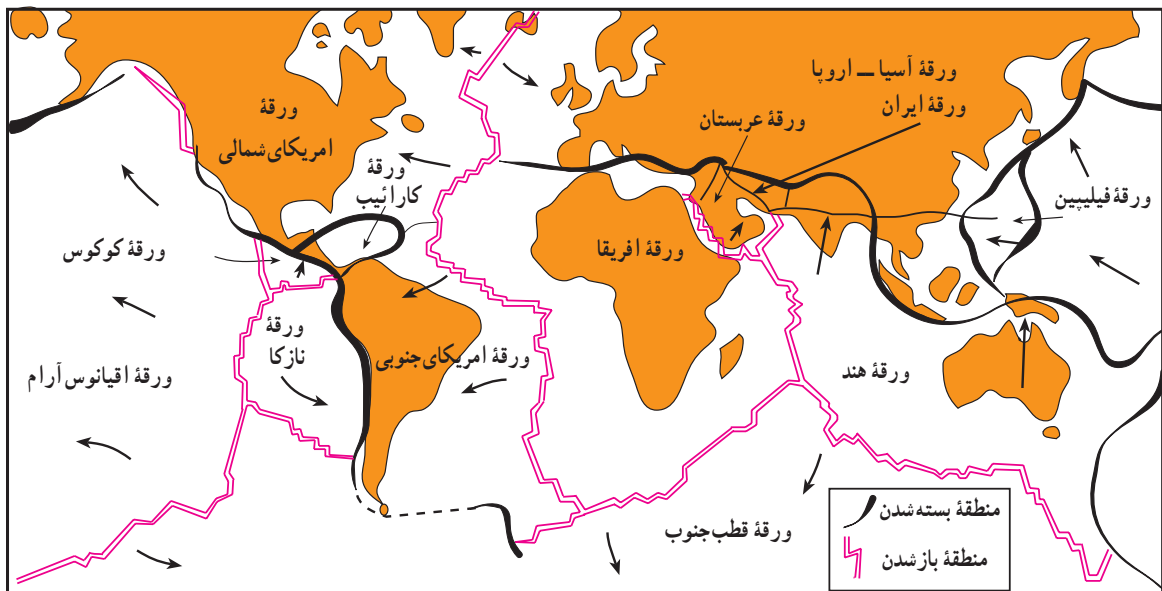 ورقهٔ آسیا ــ اروپا
ورقهٔ ایران
ورقهٔ عربستان
ورقهٔ
امریکای شمالی
ورقهٔ
کارائیب
ورقهٔ فیلیپین
ورقهٔ کوکوس
ورقهٔ افریقا
ورقهٔ
نازکا
ورقهٔ امریکای جنوبی
ورقهٔ هند
ورقهٔ اقیانوس آرام
ورقهٔ قطب جنوب
منطقهٔ بسته شدن
منطقهٔ باز شدن